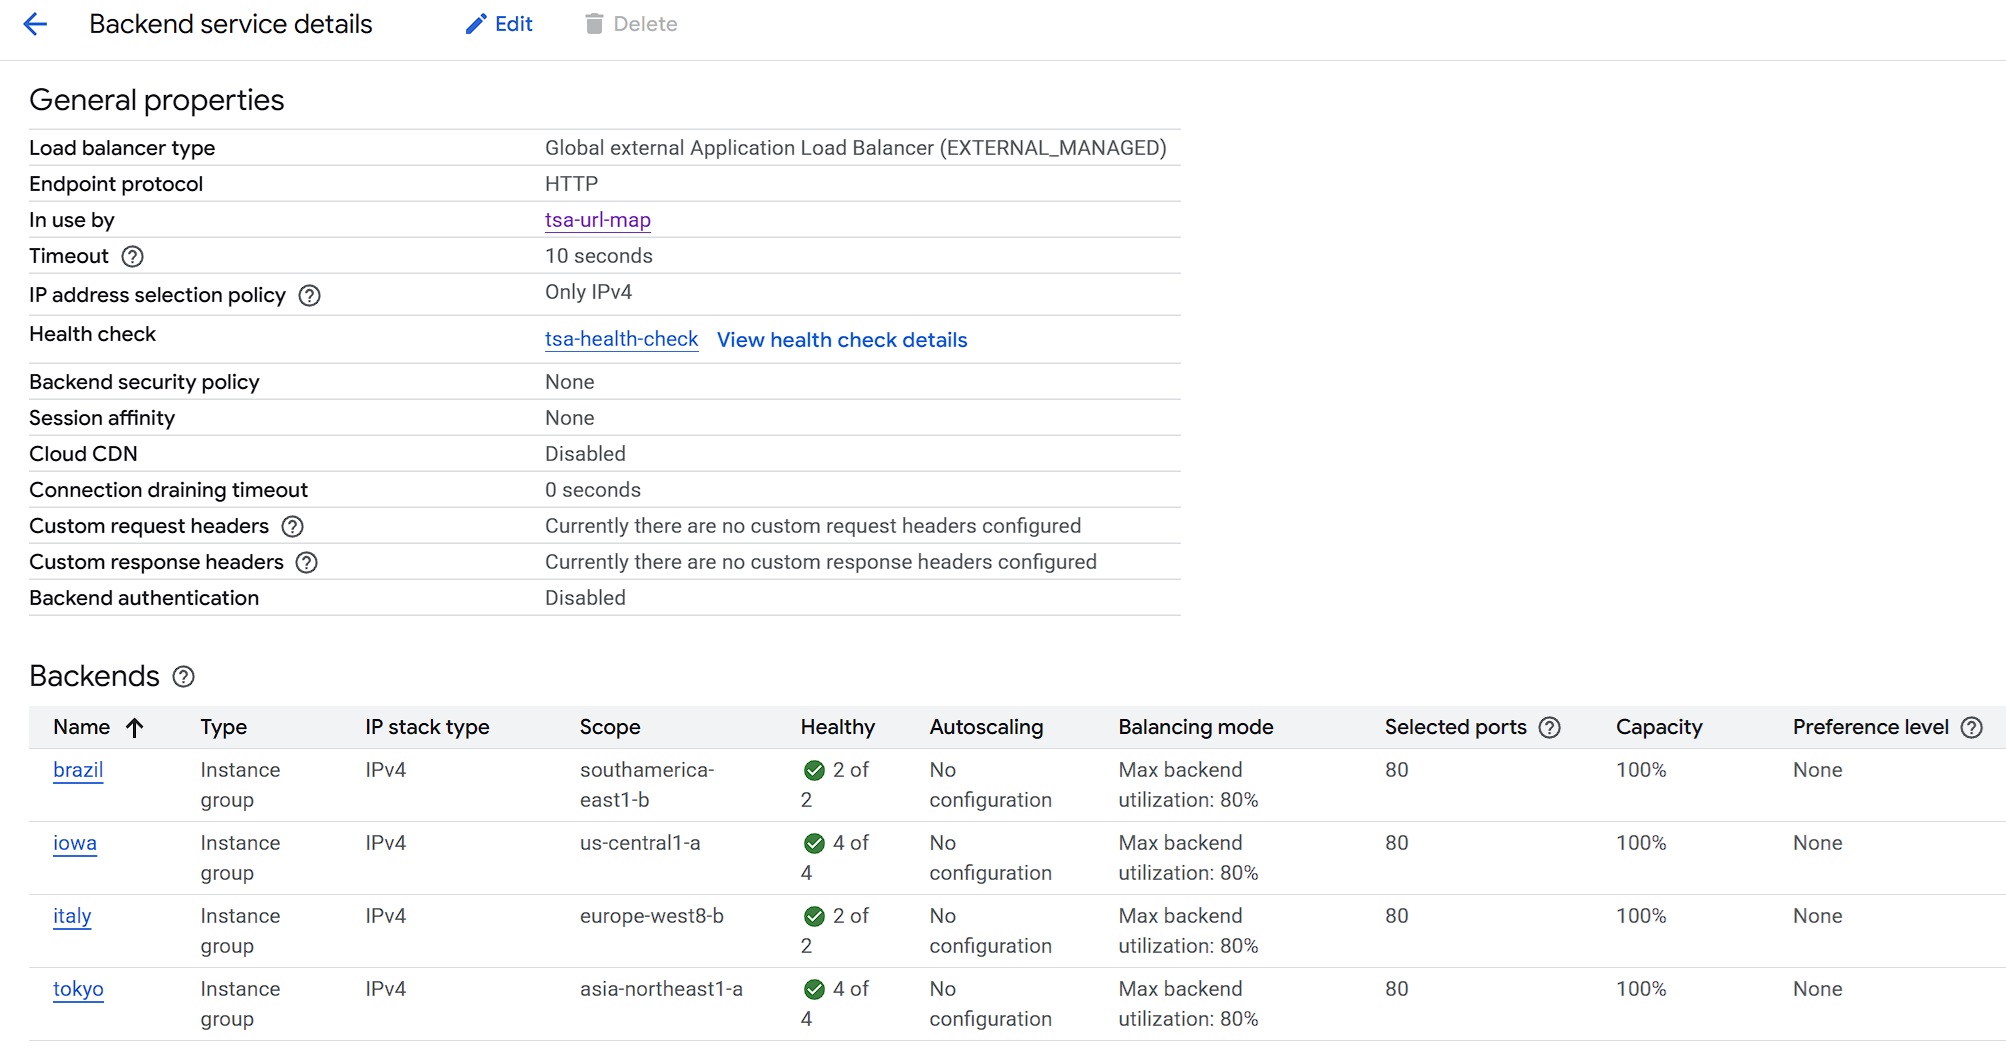 Backend service details Edit Delete
General properties
Load balancer type Global external Application Load Balancer (EXTERNAL_MANAGED)
Endpoint protocol HTTP
In use by tsa-url-map
Timeout 10 seconds
IP address selection policy Only IPv4
Health check tsa-health-check View health check details
Backend security policy None
Session affinity None
Cloud CDN Disabled
Connection draining timeout 0 seconds
Custom request headers Currently there are no custom request headers configured
Custom response headers Currently there are no custom response headers configured
Backend authentication Disabled
Backends
Name Type IP stack type Scope Healthy Autoscaling Balancing mode Selected ports Capacity Preference level
brazil Instance IPv4 southamerica- 2 of No Max backend 80 100% None
group east1-b 2 configuration utilization: 80%
iowa Instance IPv4 us-central1-a 4 of No Max backend 80 100% None
group 4 configuration utilization: 80%
italy Instance IPv4 europe-west8-b 2 of No Max backend 80 100% None
group 2 configuration utilization: 80%
tokyo Instance IPv4 asia-northeast1-a 4 of No Max backend 80 100% None
group 4 configuration utilization: 80%